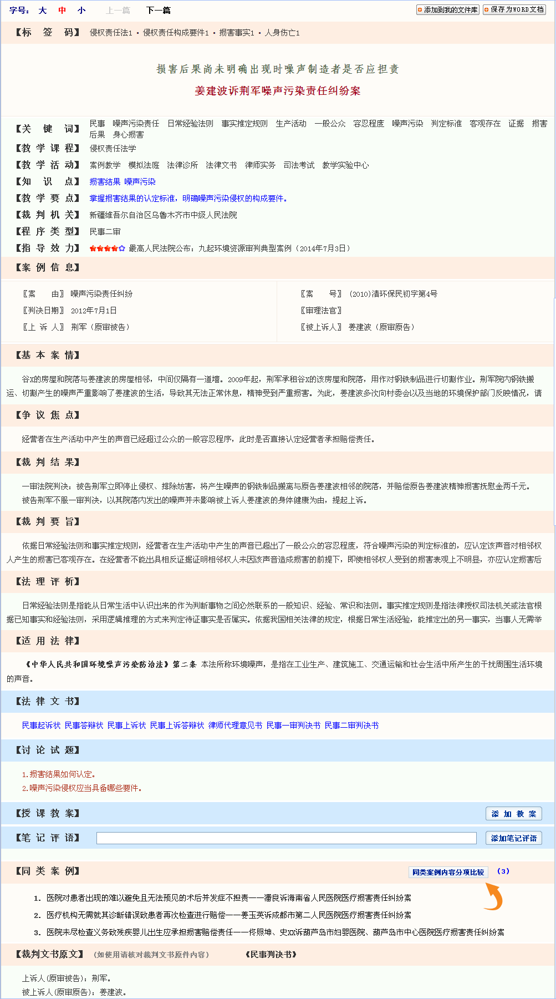 字号： 大 中 小 上一篇 下一篇 添加到我的文件库 保存为WORD文档
【标 签 码】 侵权责任法1 · 侵权责任构成要件1 · 损害事实1 · 人身伤亡1
损害后果尚未明确出现时噪声制造者是否应担责
姜建波诉荆军噪声污染责任纠纷案
【关 键 词】 民事 噪声污染责任 日常经验法则 事实推定规则 生产活动 一般公众 容忍程度 噪声污染 判定标准 客观存在 证据 损害
后果 身心损害
【教 学 课 程】 侵权责任法学
【教 学 活 动】 案例教学 模拟法庭 法律诊所 法律文书 律师实务 司法考试 教学实验中心
【知 识 点】 损害结果 噪声污染
【教 学 要 点】 掌握损害结果的认定标准，明确噪声污染侵权的构成要件。
【裁 判 机 关】 新疆维吾尔自治区乌鲁木齐市中级人民法院
【程 序 类 型】 民事二审
【指 导 效 力】 最高人民法院公布：九起环境资源审判典型案例（2014年7月3日）
【案 例 信 息】
〖案 由〗 噪声污染责任纠纷 〖案 号〗 (2010)清环保民初字第4号
〖判决日期〗 2012年7月1日 〖审理法官〗
〖上 诉 人〗 荆军（原审被告） 〖被上诉人〗 姜建波（原审原告）
【基 本 案 情】
谷X的房屋和院落与姜建波的房屋相邻，中间仅隔有一道墙。2009年起，荆军承租谷X的该房屋和院落，用作对钢铁制品进行切割作业。荆军院内钢铁搬
运、切割产生的噪声严重影响了姜建波的生活，导致其无法正常休息，精神受到严重损害。为此，姜建波多次向村委会以及当地的环境保护部门反映情况，请
【争 议 焦 点】
经营者在生产活动中产生的声音已经超过公众的一般容忍程序，此时是否直接认定经营者承担赔偿责任。
【裁 判 结 果】
一审法院判决：被告荆军立即停止侵权、排除妨害，将产生噪声的钢铁制品搬离与原告姜建波相邻的院落，并赔偿原告姜建波精神损害抚慰金两千元。
被告荆军不服一审判决，以其院落内发出的噪声并未影响被上诉人姜建波的身体健康为由，提起上诉。
【裁 判 要 旨】
依据日常经验法则和事实推定规则，经营者在生产活动中产生的声音已超出了一般公众的容忍程度，符合噪声污染的判定标准的，应认定该声音对相邻权
人产生的损害已客观存在。在经营者不能出具相反证据证明相邻权人未因该声音造成损害的前提下，即使相邻权人受到的损害表观上不明显，亦应认定损害后
【法 理 评 析】
日常经验法则是指能从日常生活中认识出来的作为判断事物之间必然联系的一般知识、经验、常识和法则。事实推定规则是指法律授权司法机关或法官根
据已知事实和经验法则，采用逻辑推理的方式来判定待证事实是否属实。依据我国相关法律的规定，根据日常生活经验，能推定出的另一事实，当事人无需举
【适 用 法 律】
《中华人民共和国环境噪声污染防治法》第二条 本法所称环境噪声，是指在工业生产、建筑施工、交通运输和社会生活中所产生的干扰周围生活环境
的声音。
【法 律 文 书】
民事起诉状 民事答辩状 民事上诉状 民事上诉答辩状 律师代理意见书 民事一审判决书 民事二审判决书
【讨 论 试 题】
1.损害结果如何认定。
2.噪声污染侵权应当具备哪些要件。
【授 课 教 案】 添 加 教 案
【笔 记 评 语】 添加笔记评语
【同 类 案 例】 同类案例内容分项比较 (3)
1. 医院对患者出现的难以避免且无法预见的术后并发症不担责——潘良诉海南省人民医院医疗损害责任纠纷案
2. 医疗机构无需就其诊断错误致患者再次检查进行赔偿——姜玉英诉成都市第二人民医院医疗损害责任纠纷案
3. 医院未尽检查义务致残疾婴儿出生应承担损害赔偿责任——佟照坤、史XX诉葫芦岛市妇婴医院、葫芦岛市中心医院医疗损害责任纠纷案
【裁判文书原文】 (如使用请核对裁判文书原件内容) 《民事判决书》
上诉人(原审被告)：荆军。
被上诉人(原审原告)：姜建波。